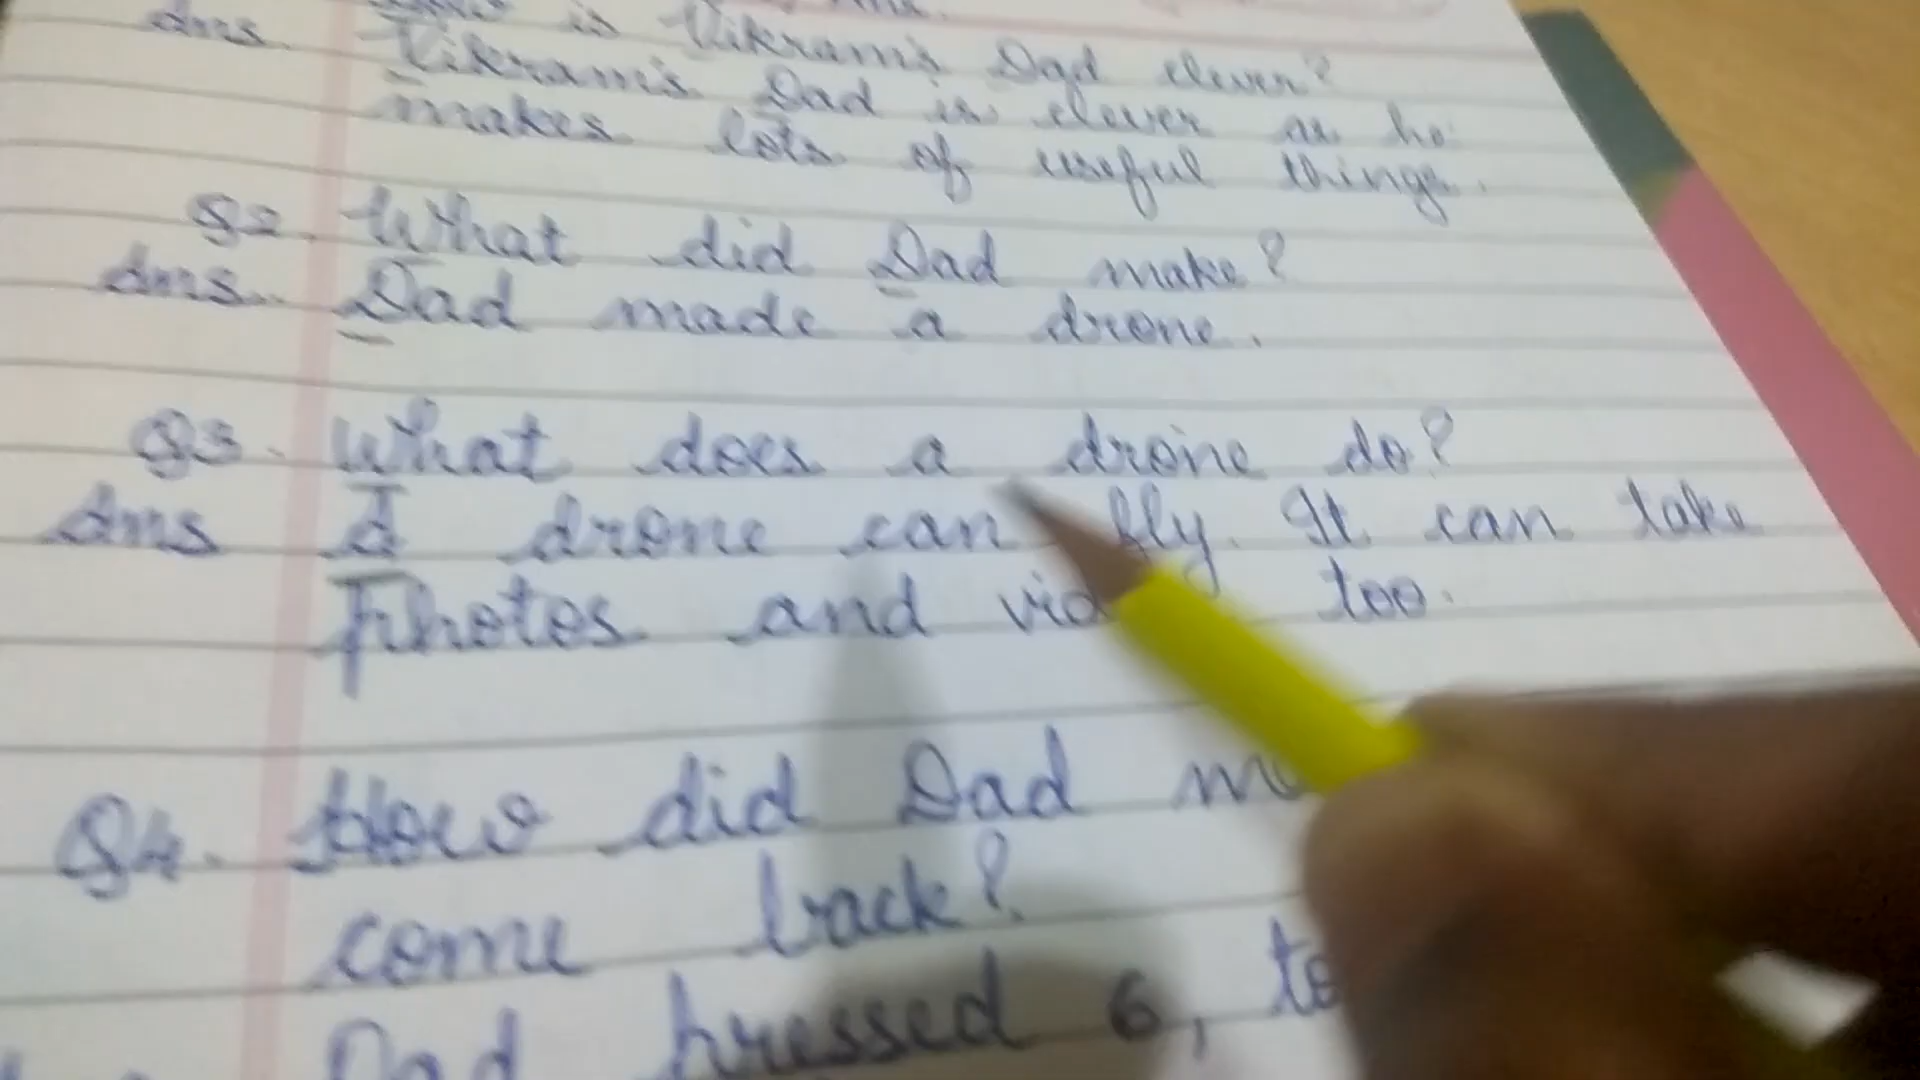 is Vikram's Dad clever?
Ans. Vikram's Dad is clever as he
makes lots of useful things.
Q2. What did Dad make?
Ans. Dad made a drone.
Q3. What does a drone do?
Ans A drone can fly. It can take
Photos and too.
Q4. How did Dad
come back?
Dad pressed 6,